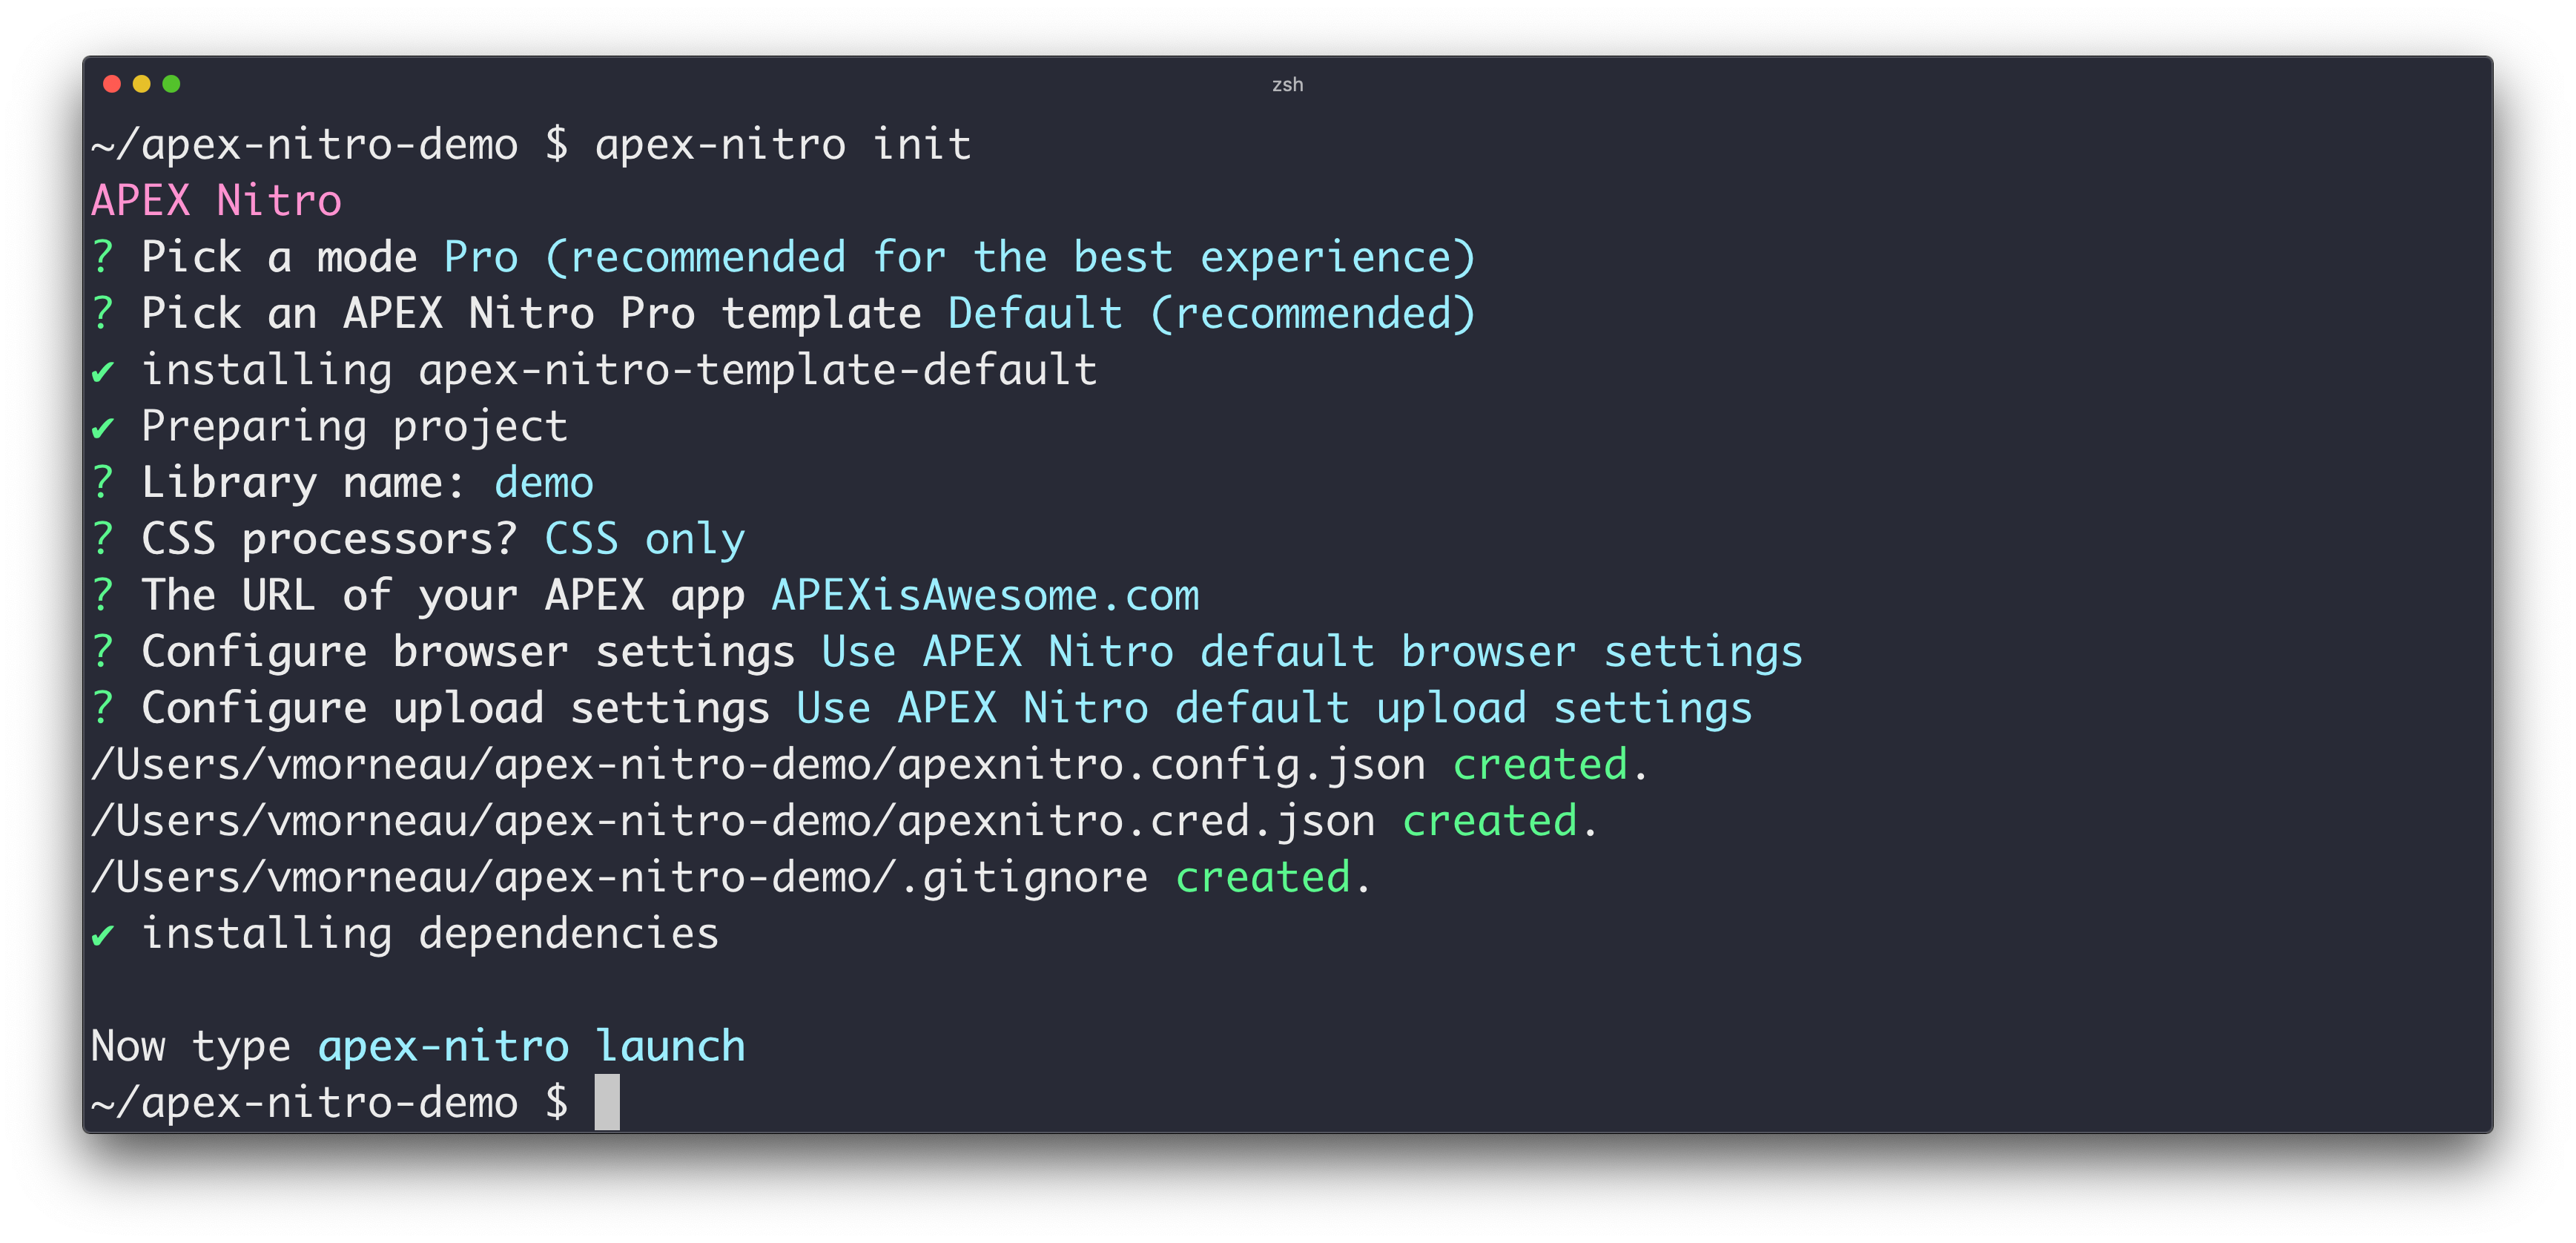 zsh
~/apex-nitro-demo $ apex-nitro init
APEX Nitro
? Pick a mode Pro (recommended for the best experience)
? Pick an APEX Nitro Pro template Default (recommended)
✔ installing apex-nitro-template-default
✔ Preparing project
? Library name: demo
? CSS processors? CSS only
? The URL of your APEX app APEXisAwesome.com
? Configure browser settings Use APEX Nitro default browser settings
? Configure upload settings Use APEX Nitro default upload settings
/Users/vmorneau/apex-nitro-demo/apexnitro.config.json created.
/Users/vmorneau/apex-nitro-demo/apexnitro.cred.json created.
/Users/vmorneau/apex-nitro-demo/.gitignore created.
✔ installing dependencies
Now type apex-nitro launch
~/apex-nitro-demo $